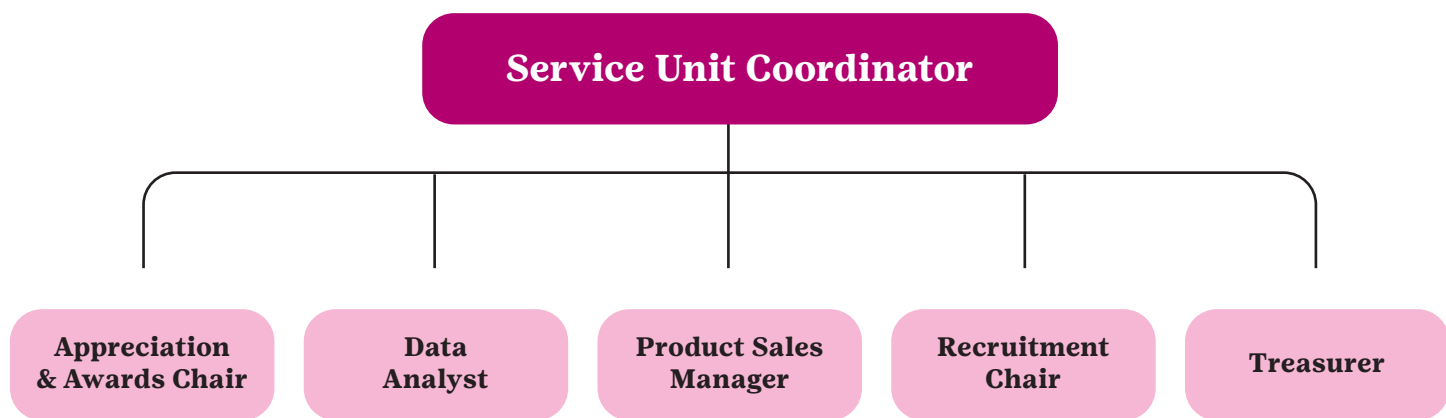 Service Unit Coordinator
Appreciation
& Awards Chair
Data
Analyst
Product Sales
Manager
Recruitment
Chair
Treasurer